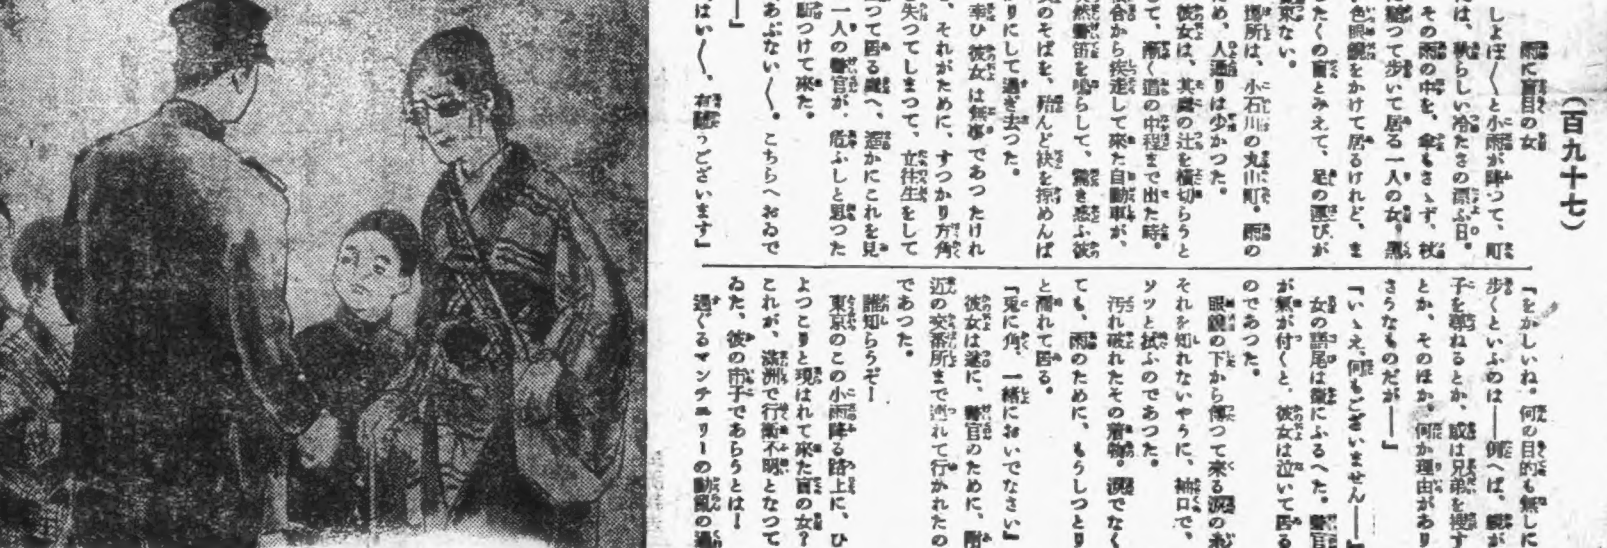 (百九十七)
雨に盲目の女
しよぼ〳〵と小雨が降つて、町
は、秋らしい冷たさの漂ふ日。
その雨の中を、傘もさゝず、杖
に縋つて歩いて居る一人の女。黒
色眼鏡をかけて居るけれど、ま
したくの盲とみえて、足の運びが
束ない。
場所は、小石川の丸山町。雨の
ため、人通りは少かつた。
彼女は、其處の辻を横切らうと
して、漸く道の中程まで出た時。
から疾走して來た自動車が、
然警笛を鳴らして、驚き惑ふ彼
女のそばを、殆んど袂を掠めんば
りにして過ぎ去つた。
幸ひ彼女は無事であつたけれ
、それがために、すつかり方角
失つてしまつて、立往生をして
つて居る處へ、遥かにこれを見
一人の警官が、危ふしと思つた
駈つけて來た。
あぶない〳〵。こちらへおゐで
―』
はい〳〵、有難うございます』
『をかしいね。何の目的も無しに
歩くといふのは――例へば、親が
子を尋ねるとか、或は兄弟を捜す
とか、そのほか。何か理由があり
さうなものだが――』
『いゝえ、何もございません――』
女の語尾は微にふるへた。警官
が氣が付くと、彼女は泣いて居る
のであつた。
眼鏡の下から傳つて來る涙の
それを知れないやうに、袖口で、
ソツと拭ふのであつた。
汚れ破れたその着物。涙でなく
ても、雨のために、もうしつとり
と濡れて居る。
『兎に角、一緒においでなさい』
彼女は遂に、警官のために、附
近の交番所まで連れて行かれたの
であつた。
誰知らうぞ！
東京のこの小雨降る路上に、ひ
よつこりと現はれて來た盲の女？
これが、滿洲で行衛不明となつて
ゐた、彼の市子であらうとは！
過ぐるマンチユリーの動亂の